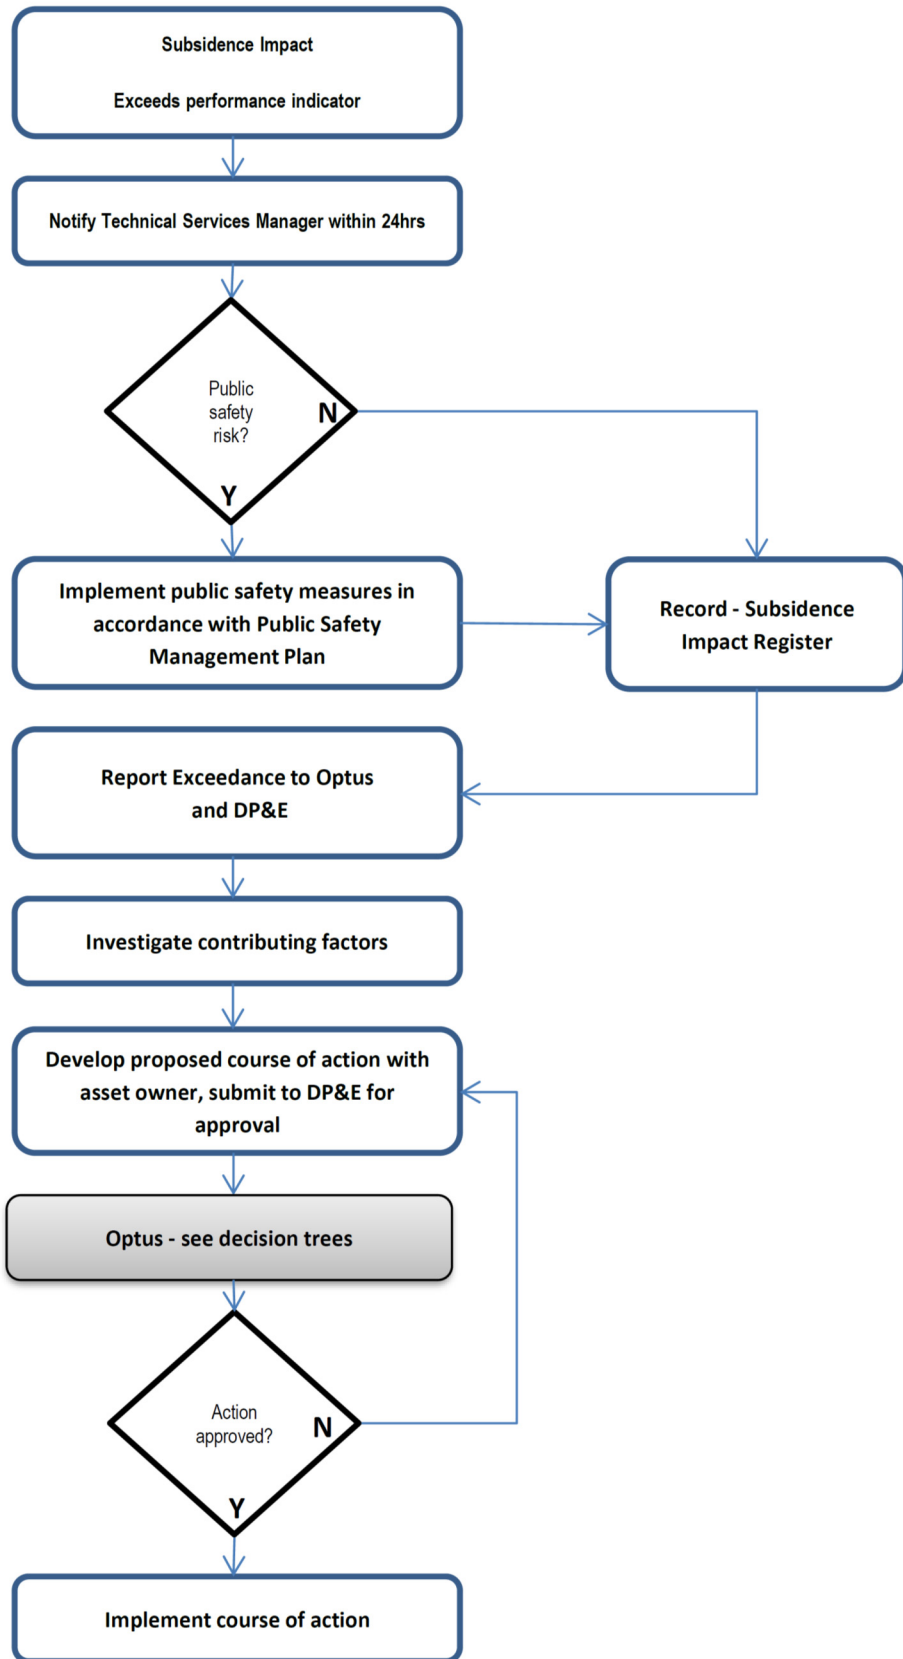 Subsidence Impact
Exceeds performance indicator
Notify Technical Services Manager within 24hrs
Public
safety
risk?
N
Y
Implement public safety measures in
accordance with Public Safety
Management Plan
Record - Subsidence
Impact Register
Report Exceedance to Optus
and DP&E
Investigate contributing factors
Develop proposed course of action with
asset owner, submit to DP&E for
approval
Optus - see decision trees
Action
approved?
N
Y
Implement course of action